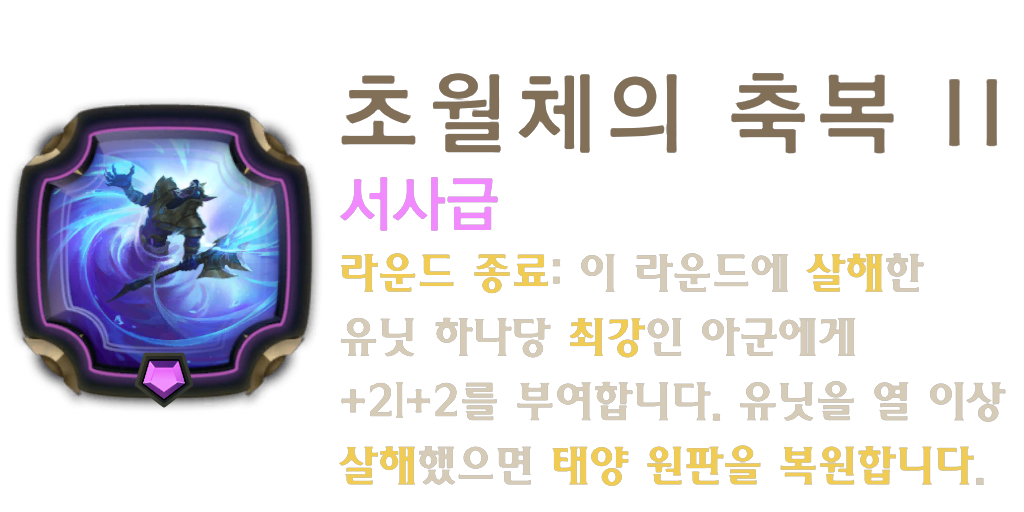 초월체의 축복 II
서사급
라운드 종료: 이 라운드에 살해한
유닛 하나당 최강인 아군에게
+2|+2를 부여합니다. 유닛을 열 이상
살해했으면 태양 원판을 복원합니다.